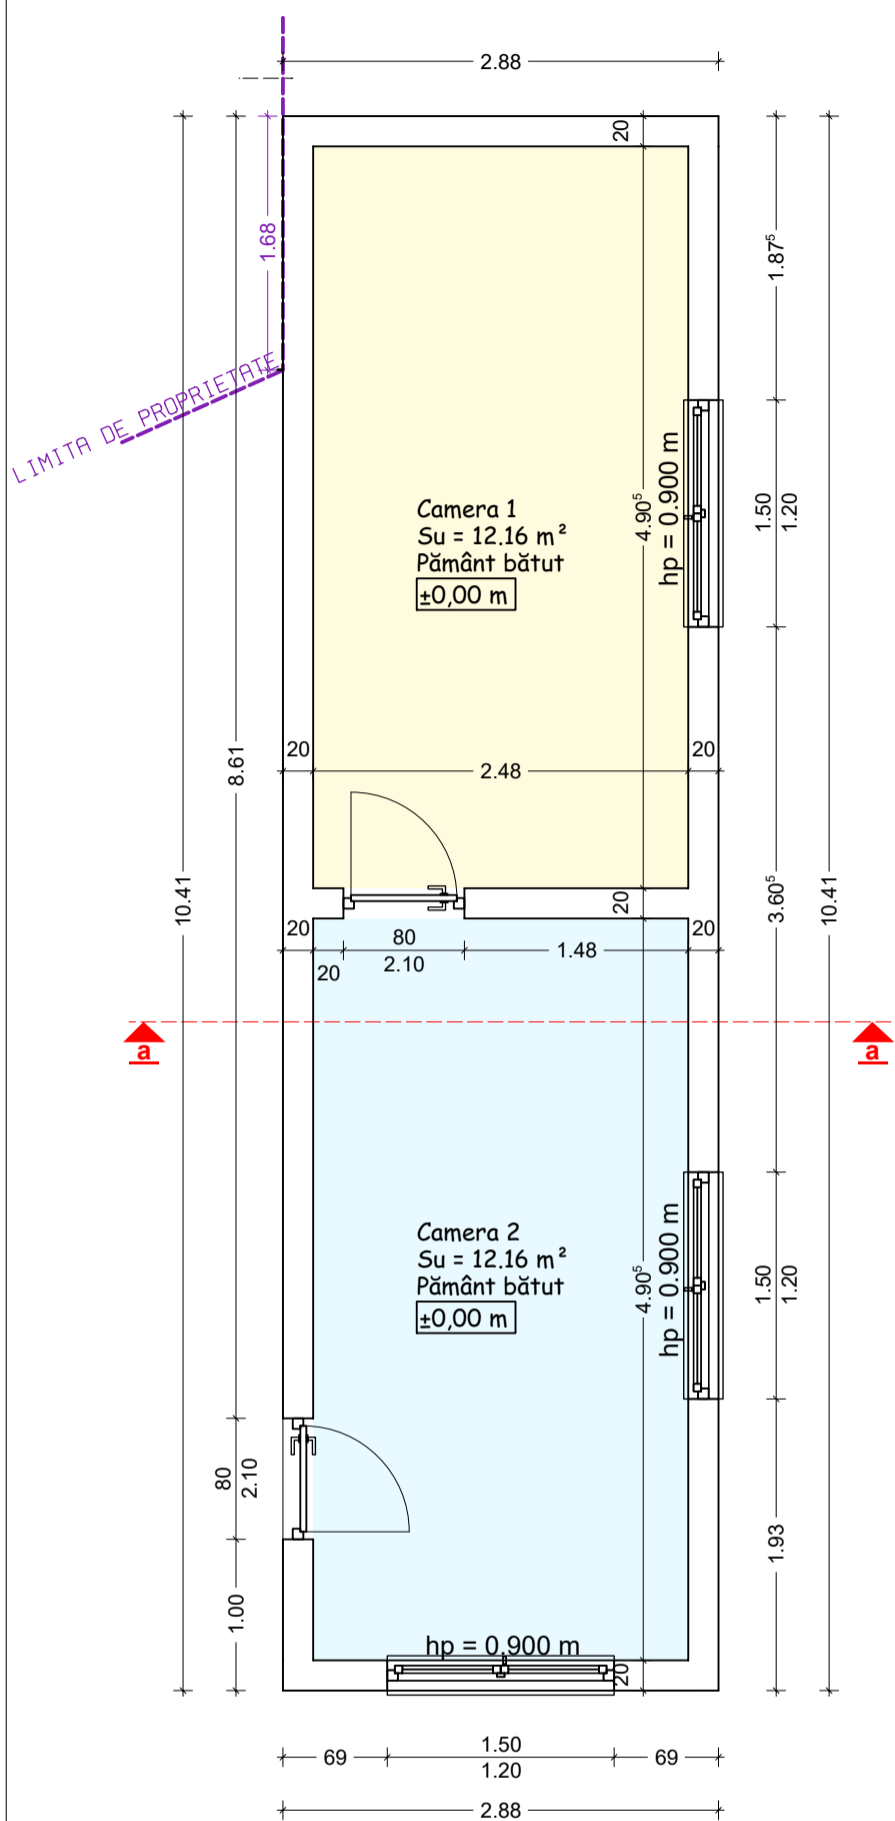 2.88
20
1.68
1.87⁵
LIMITA DE PROPRIETATE
hp = 0.900 m
1.50
1.20
4.90⁵
Camera 1
Su = 12.16 m²
Pământ bătut
±0,00 m
20
2.48
20
8.61
10.41
20
3.60⁵
10.41
20
80
2.10
20
1.48
20
a
a
Camera 2
Su = 12.16 m²
Pământ bătut
±0,00 m
4.90⁵
hp = 0.900 m
1.50
1.20
80
2.10
1.93
1.00
hp = 0.900 m
20
69
1.50
1.20
69
2.88